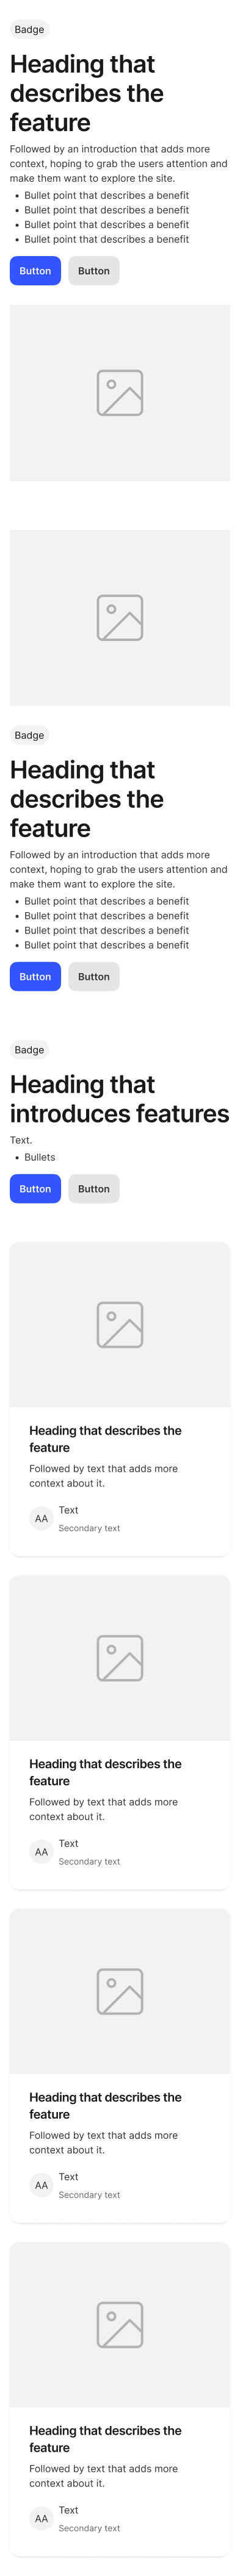 Badge
Heading that
describes the
feature
Followed by an introduction that adds more
context, hoping to grab the users attention and
make them want to explore the site.
• Bullet point that describes a benefit
• Bullet point that describes a benefit
• Bullet point that describes a benefit
• Bullet point that describes a benefit
Button Button
Badge
Heading that
describes the
feature
Followed by an introduction that adds more
context, hoping to grab the users attention and
make them want to explore the site.
• Bullet point that describes a benefit
• Bullet point that describes a benefit
• Bullet point that describes a benefit
• Bullet point that describes a benefit
Button Button
Badge
Heading that
introduces features
Text.
• Bullets
Button Button
Heading that describes the
feature
Followed by text that adds more
context about it.
AA Text
Secondary text
Heading that describes the
feature
Followed by text that adds more
context about it.
AA Text
Secondary text
Heading that describes the
feature
Followed by text that adds more
context about it.
AA Text
Secondary text
Heading that describes the
feature
Followed by text that adds more
context about it.
AA Text
Secondary text